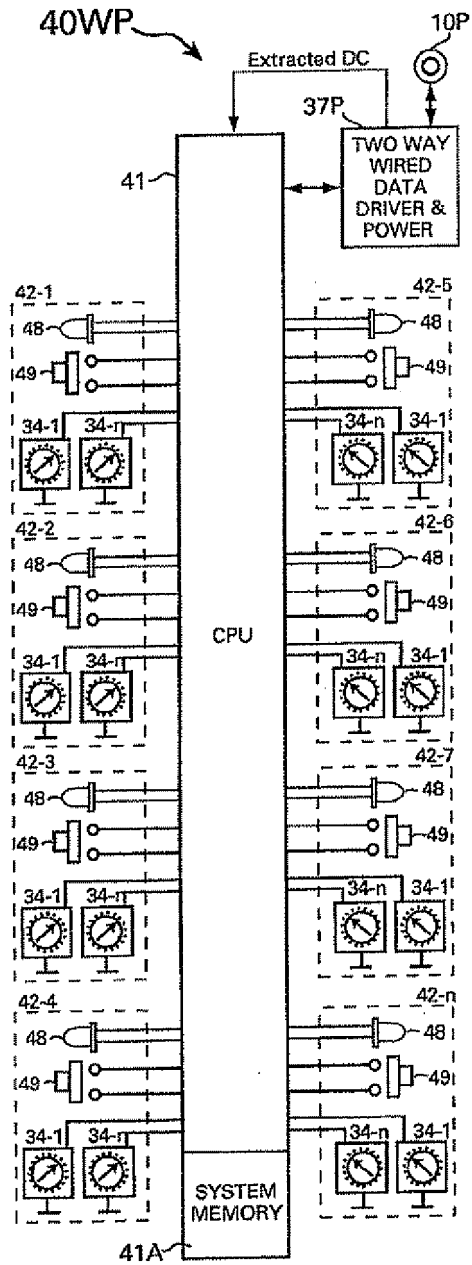 40WP
10P
Extracted DC
37P
TWO WAY
WIRED
DATA
DRIVER &
POWER
41
42-1
48
49
34-1 34-n
42-5
48
49
34-n 34-1
42-2
48
49
34-1 34-n
42-6
48
49
34-n 34-1
CPU
42-3
48
49
34-1 34-n
42-7
48
49
34-n 34-1
42-4
48
49
34-1 34-n
42-n
48
49
34-n 34-1
SYSTEM
MEMORY
41A